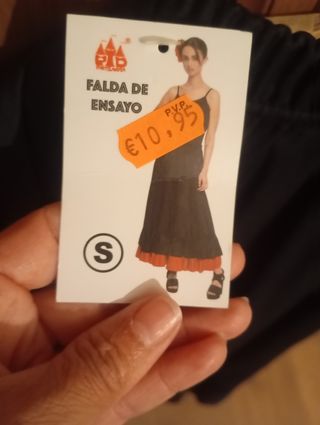 FALDA DE
ENSAYO
P.V.P.
€10,95
S